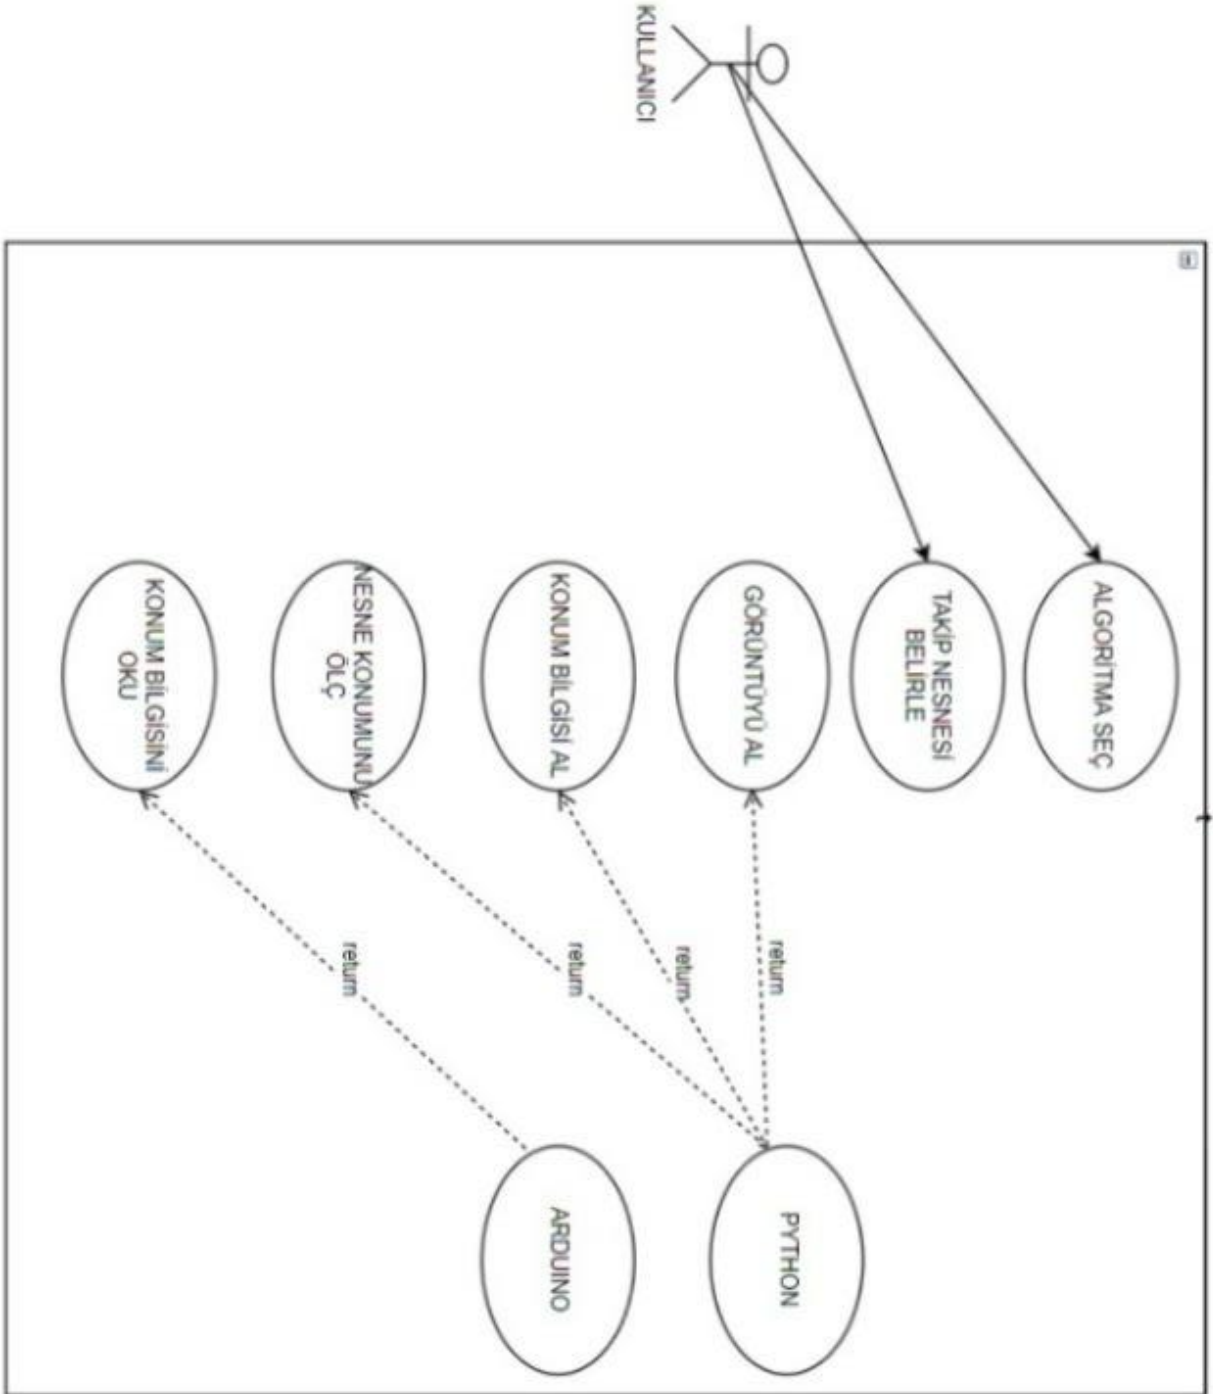 t
ALGORİTMA SEÇ
TAKİP NESNESİ
BELİRLE
KULLANICI
GÖRÜNTÜYÜ AL
return
PYTHON
KONUM BİLGİSİ AL
return
NESNE KONUMUNU
ÖLÇ
return
ARDUINO
KONUM BİLGİSİNİ
OKU
return